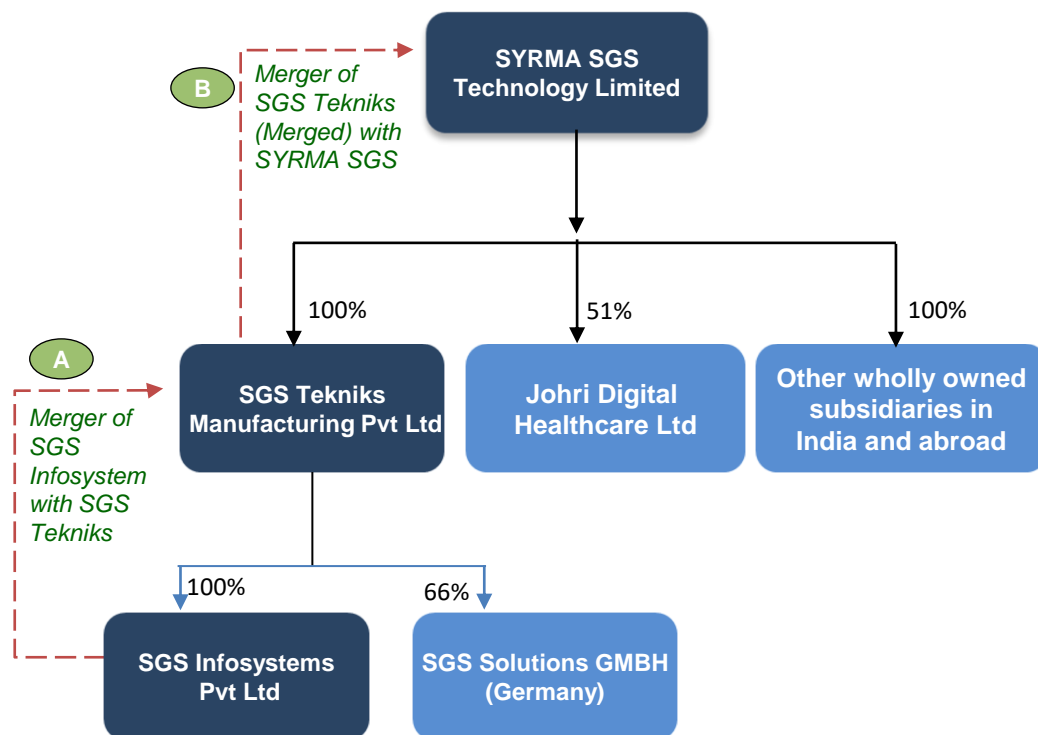 SYRMA SGS
Technology Limited
B
Merger of
SGS Tekniks
(Merged) with
SYRMA SGS
100%
51%
100%
A
SGS Tekniks
Manufacturing Pvt Ltd
Johri Digital
Healthcare Ltd
Other wholly owned
subsidiaries in
India and abroad
Merger of
SGS
Infosystem
with SGS
Tekniks
100%
66%
SGS Infosystems
Pvt Ltd
SGS Solutions GMBH
(Germany)